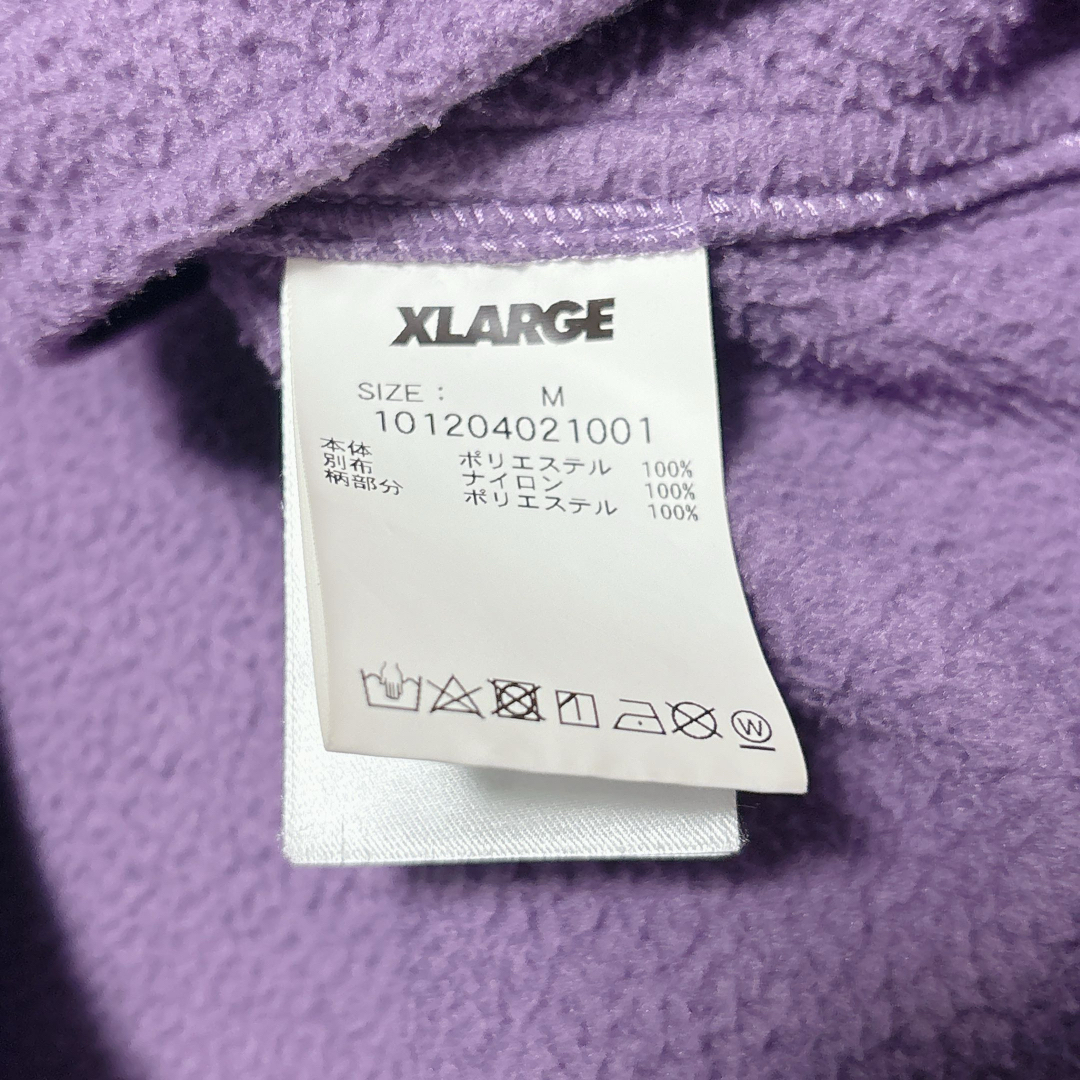 XLARGE
SIZE : M
101204021001
本体 ポリエステル 100%
別布 ナイロン 100%
柄部分 ポリエステル 100%
W